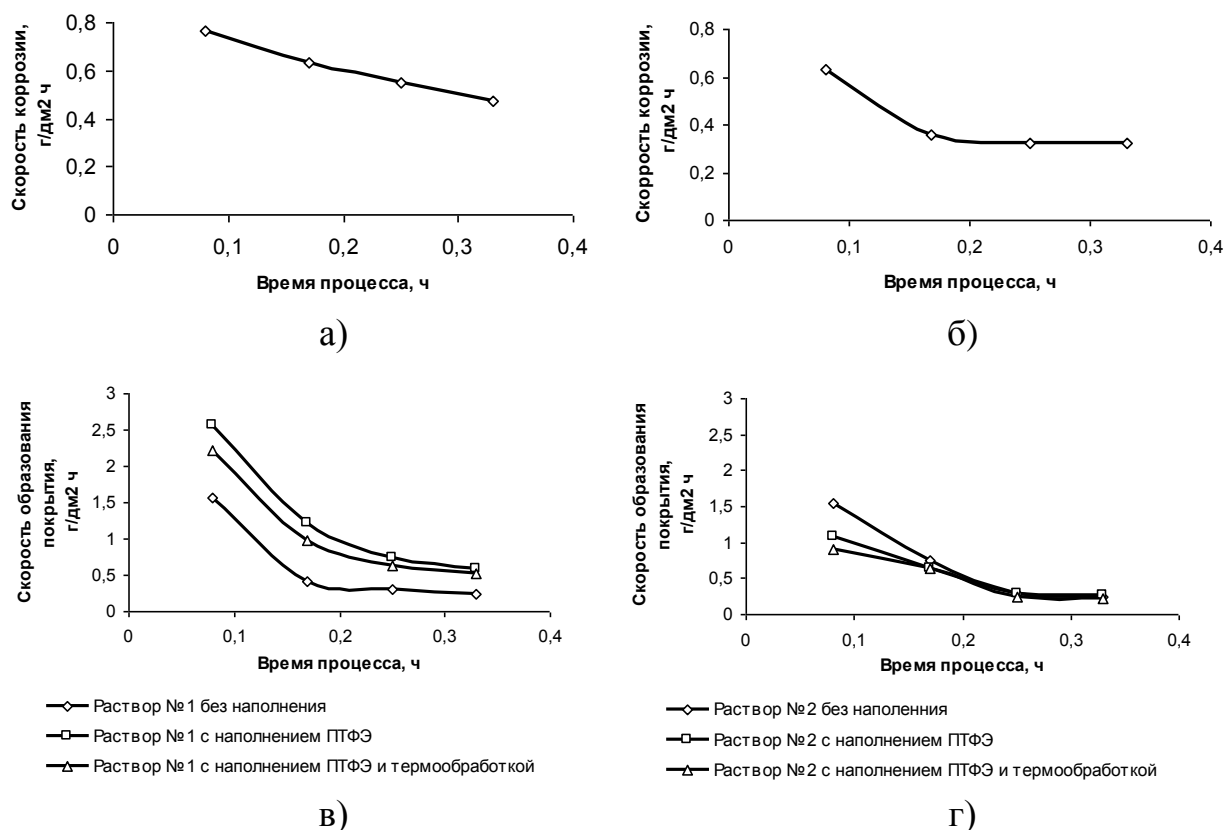 Скорость коррозии,
г/дм2 ч
0,8
0,6
0,4
0,2
0
0 0,1 0,2 0,3 0,4
Время процесса, ч
а)
Скоррость коррозии,
г/дм2 ч
0,8
0,6
0,4
0,2
0
0 0,1 0,2 0,3 0,4
Время процесса, ч
б)
Скорость образования
покрытия,
г/дм2 ч
3
2,5
2
1,5
1
0,5
0
0 0,1 0,2 0,3 0,4
Время процесса, ч
Раствор №1 без наполнения
Раствор №1 с наполнением ПТФЭ
Раствор №1 с наполнением ПТФЭ и термообработкой
в)
Скорость образования
покрытия,
г/дм2 ч
3
2,5
2
1,5
1
0,5
0
0 0,1 0,2 0,3 0,4
Время процесса, ч
Раствор №2 без наполенния
Раствор №2 с наполнением ПТФЭ
Раствор №2 с наполнением ПТФЭ и термообработкой
г)